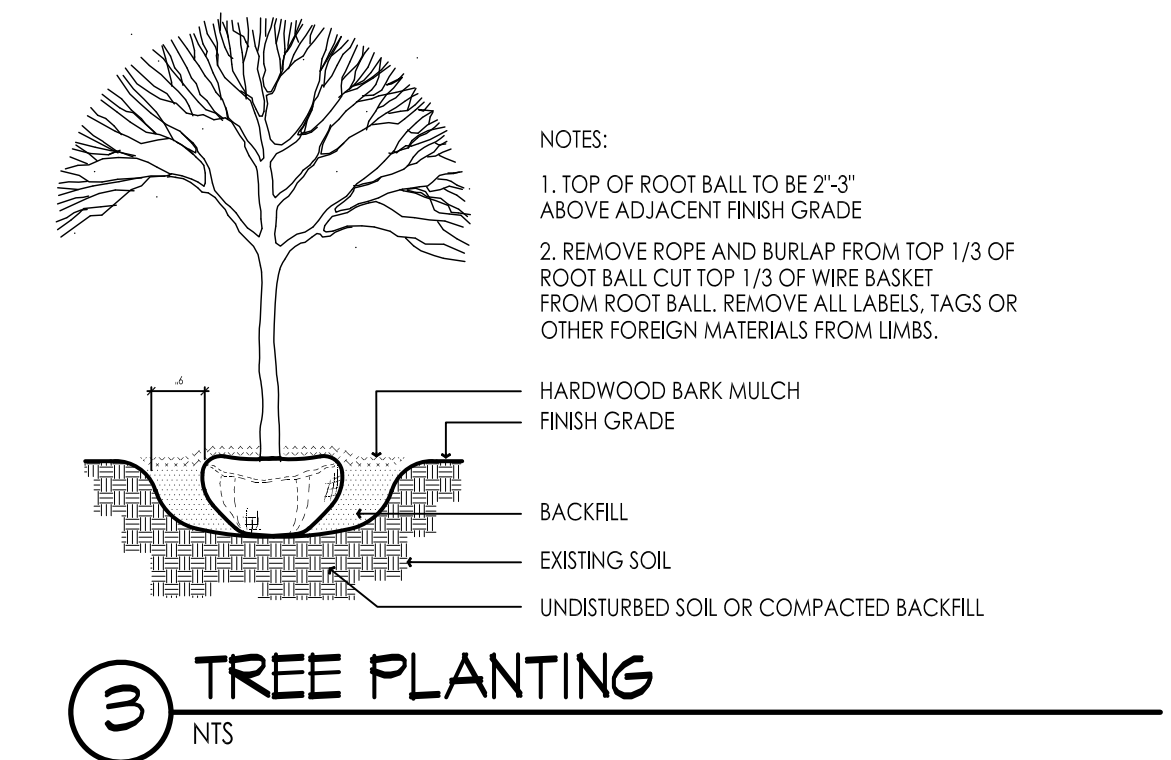 NOTES:
1. TOP OF ROOT BALL TO BE 2"-3"
ABOVE ADJACENT FINISH GRADE
2. REMOVE ROPE AND BURLAP FROM TOP 1/3 OF
ROOT BALL CUT TOP 1/3 OF WIRE BASKET
FROM ROOT BALL. REMOVE ALL LABELS, TAGS OR
OTHER FOREIGN MATERIALS FROM LIMBS.
HARDWOOD BARK MULCH
FINISH GRADE
BACKFILL
EXISTING SOIL
UNDISTURBED SOIL OR COMPACTED BACKFILL
3 TREE PLANTING
NTS